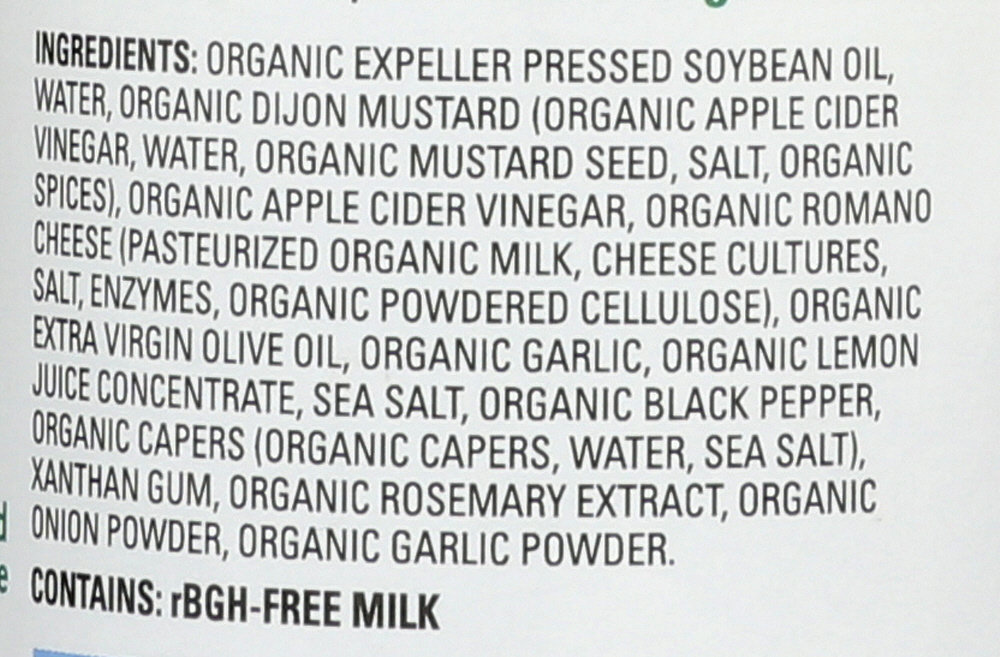 INGREDIENTS: ORGANIC EXPELLER PRESSED SOYBEAN OIL,
WATER, ORGANIC DIJON MUSTARD (ORGANIC APPLE CIDER
VINEGAR, WATER, ORGANIC MUSTARD SEED, SALT, ORGANIC
SPICES), ORGANIC APPLE CIDER VINEGAR, ORGANIC ROMANO
CHEESE (PASTEURIZED ORGANIC MILK, CHEESE CULTURES,
SALT, ENZYMES, ORGANIC POWDERED CELLULOSE), ORGANIC
EXTRA VIRGIN OLIVE OIL, ORGANIC GARLIC, ORGANIC LEMON
JUICE CONCENTRATE, SEA SALT, ORGANIC BLACK PEPPER,
ORGANIC CAPERS (ORGANIC CAPERS, WATER, SEA SALT),
XANTHAN GUM, ORGANIC ROSEMARY EXTRACT, ORGANIC
ONION POWDER, ORGANIC GARLIC POWDER.
CONTAINS: rBGH-FREE MILK